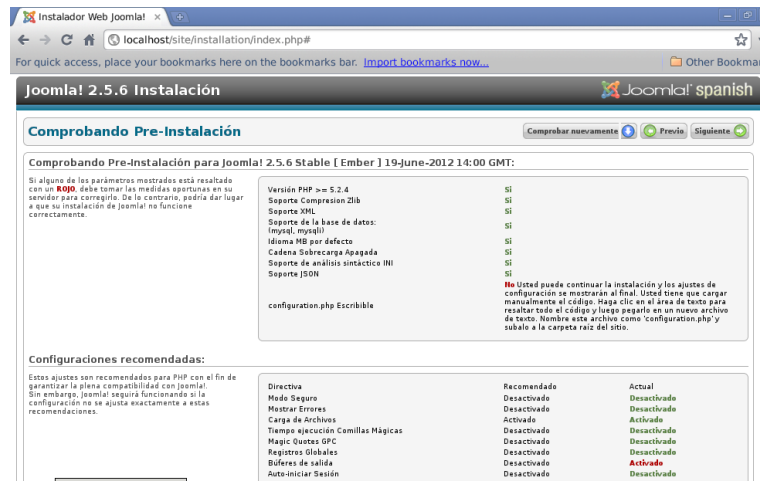 Instalador Web Joomla! ×
localhost/site/installation/index.php#
For quick access, place your bookmarks here on the bookmarks bar. Import bookmarks now... Other Bookmar
Joomla! 2.5.6 Instalación
Joomla! spanish
Comprobando Pre-Instalación
Comprobar nuevamente Previo Siguiente
Comprobando Pre-Instalación para Joomla! 2.5.6 Stable [ Ember ] 19-June-2012 14:00 GMT:
Si alguno de los parámetros mostrados está resaltado
con un ROJO, debe tomar las medidas oportunas en su
servidor para corregirlo. De lo contrario, podría dar lugar
a que su instalación de Joomla! no funcione
correctamente.
Versión PHP >= 5.2.4 Sí
Soporte Compresion Zlib Sí
Soporte XML Sí
Soporte de la base de datos:
(mysql, mysqli) Sí
Idioma MB por defecto Sí
Cadena Sobrecarga Apagada Sí
Soporte de análisis sintáctico INI Sí
Soporte JSON Sí
configuration.php Escribible
No Usted puede continuar la instalación y los ajustes de
configuración se mostrarán al final. Usted tiene que cargar
manualmente el código. Haga clic en el área de texto para
resaltar todo el código y luego pegarlo en un nuevo archivo
de texto. Nombre este archivo como 'configuration.php' y
subalo a la carpeta raíz del sitio.
Configuraciones recomendadas:
Estos ajustes son recomendados para PHP con el fin de
garantizar la plena compatibilidad con Joomla!.
Sin embargo, Joomla! seguirá funcionando si la
configuración no se ajusta exactamente a estas
recomendaciones.
Directiva Recomendado Actual
Modo Seguro Desactivado Desactivado
Mostrar Errores Desactivado Desactivado
Carga de Archivos Activado Activado
Tiempo ejecución Comillas Mágicas Desactivado Desactivado
Magic Quotes GPC Desactivado Desactivado
Registros Globales Desactivado Desactivado
Búferes de salida Desactivado Activado
Auto-iniciar Sesión Desactivado Desactivado